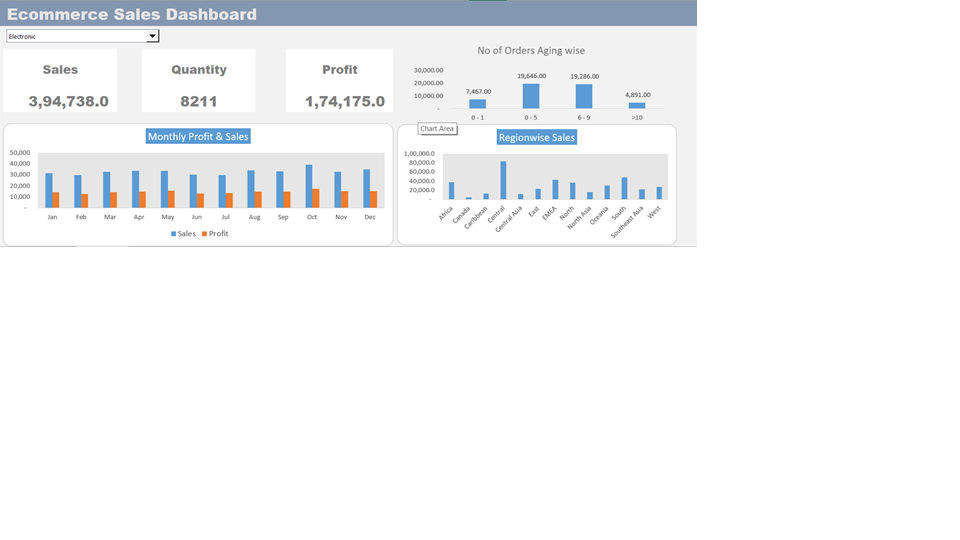 Ecommerce Sales Dashboard
Electronic
Sales
3,94,738.0
Quantity
8211
Profit
1,74,175.0
No of Orders Aging wise
30,000.00
20,000.00
10,000.00
-
7,467.00
19,646.00
19,286.00
4,891.00
0 - 1
0 - 5
6 - 9
>10
Chart Area
Monthly Profit & Sales
50,000
40,000
30,000
20,000
10,000
-
Jan Feb Mar Apr May Jun Jul Aug Sep Oct Nov Dec
Sales Profit
Regionwise Sales
1,00,000.0
80,000.0
60,000.0
40,000.0
20,000.0
-
Africa
Canada
Caribbean
Central
Central Asia
East
EMEA
North
North Asia
Oceania
South
Southeast Asia
West